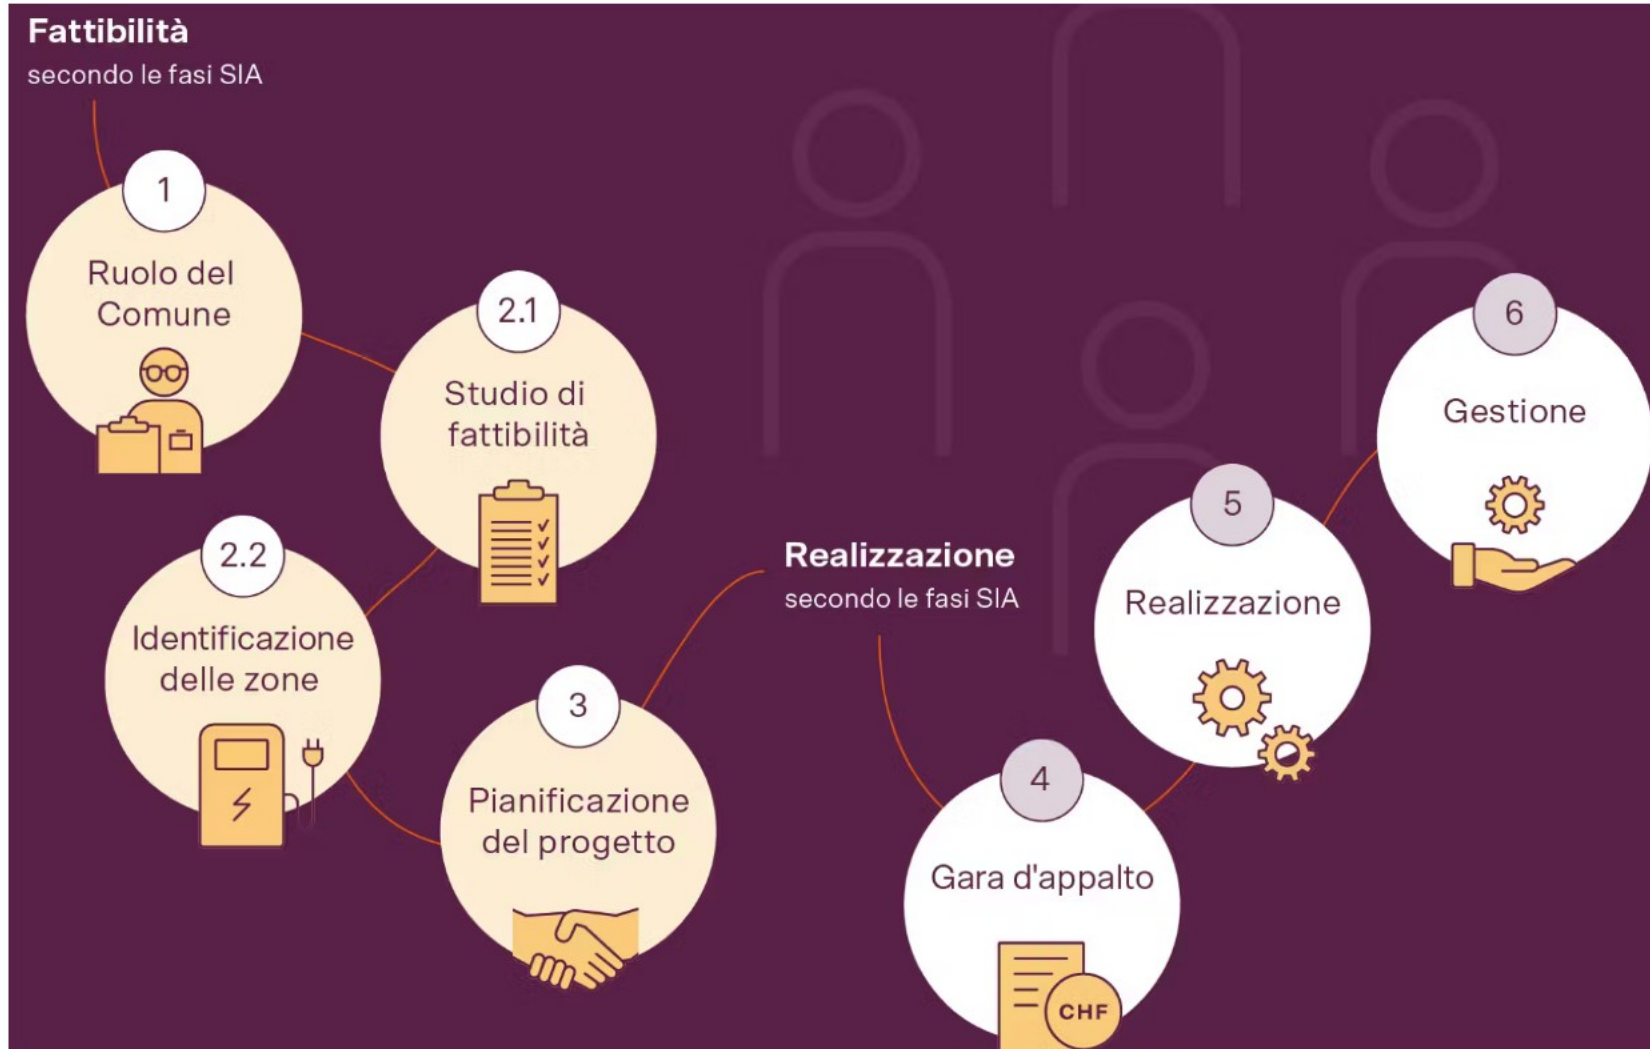 Fattibilità
secondo le fasi SIA
1
Ruolo del
Comune
2.1
Studio di
fattibilità
2.2
Identificazione
delle zone
3
Pianificazione
del progetto
Realizzazione
secondo le fasi SIA
4
Gara d'appalto
CHF
5
Realizzazione
6
Gestione